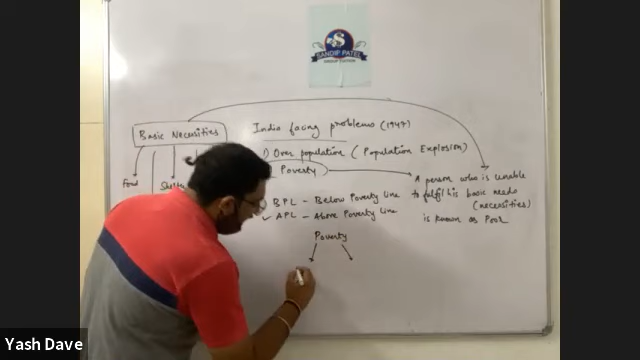 SANDIP PATEL
GROUP TUITION
Basic Necessities
India facing problems (1947)
1) Over population (Population Explosion)
Poverty
A person who is unable
to fulfil his basic needs
(necessities)
is known as Poor
Food
BPL - Below Poverty line
✓ APL - Above Poverty line
Poverty
Yash Dave